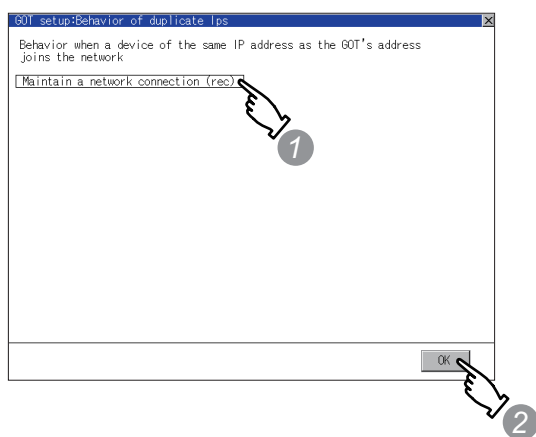 GOT setup:Behavior of duplicate Ips
Behavior when a device of the same IP address as the GOT's address
joins the network
Maintain a network connection (rec)
1
OK
2